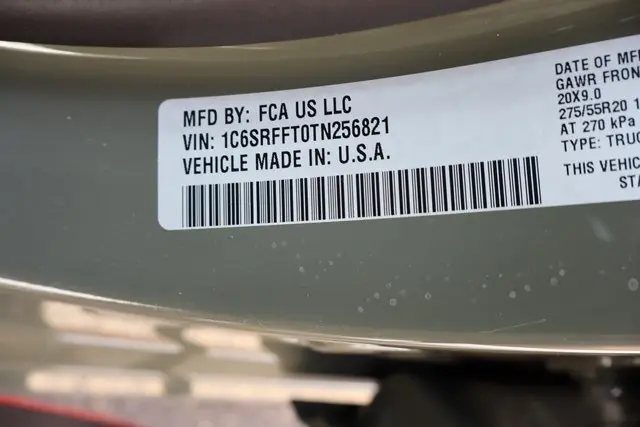 MFD BY: FCA US LLC
VIN: 1C6SRFFT0TN256821
VEHICLE MADE IN: U.S.A.
DATE OF MF
GAWR FRON
20X9.0
275/55R20 1
AT 270 kPa
TYPE: TRUC
THIS VEHIC
STA